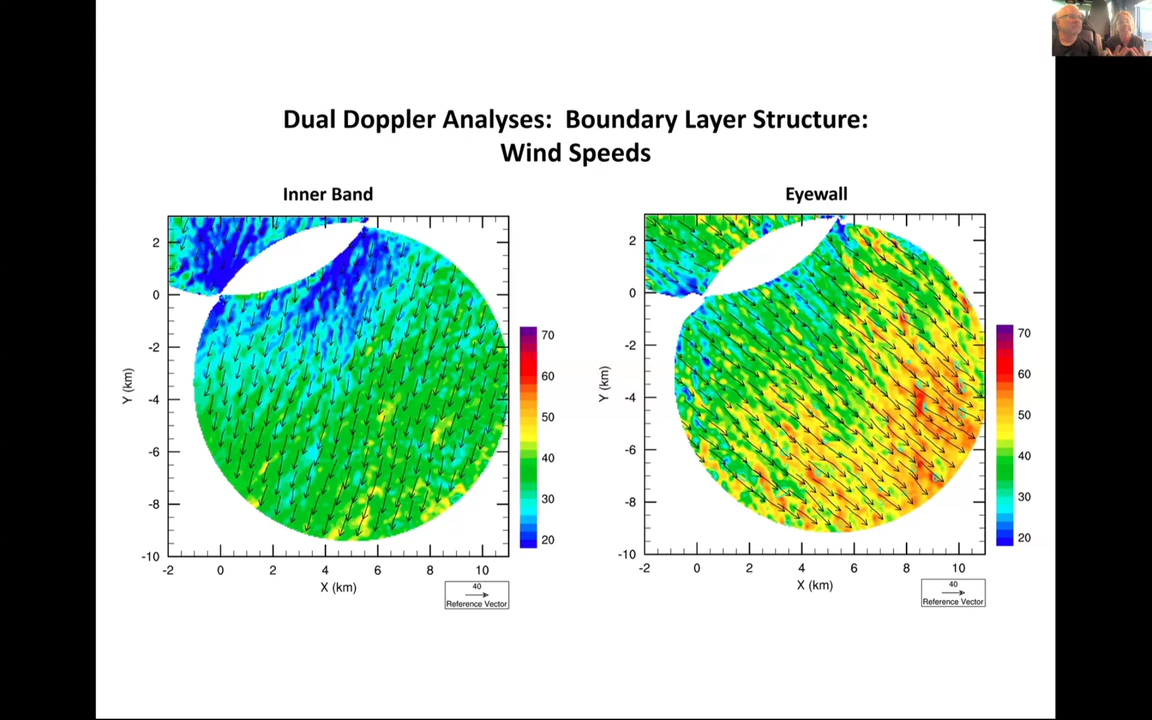 Dual Doppler Analyses:  Boundary Layer Structure:
Wind Speeds
Inner Band
Y (km)
2
0
-2
-4
-6
-8
-10
-2 0 2 4 6 8 10
X (km)
70
60
50
40
30
20
40
Reference Vector
Eyewall
Y (km)
2
0
-2
-4
-6
-8
-10
-2 0 2 4 6 8 10
X (km)
70
60
50
40
30
20
40
Reference Vector